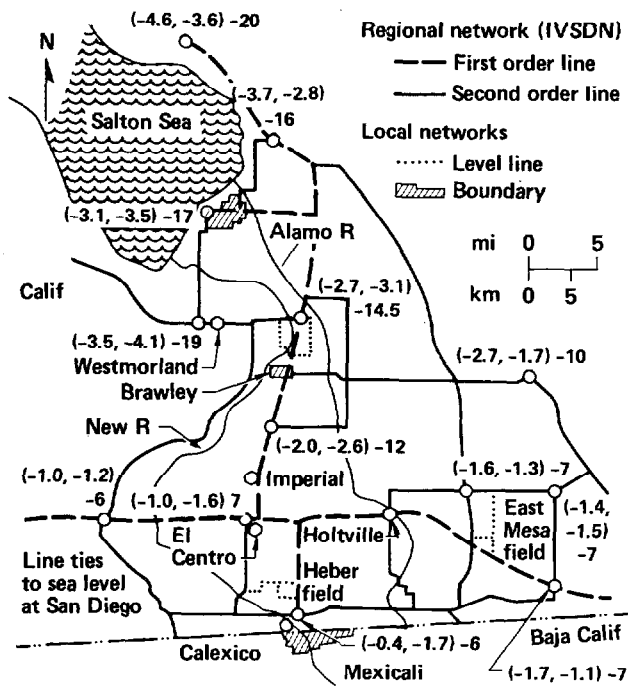 (-4.6, -3.6) -20
Regional network (IVSDN)
N
First order line
Second order line
(-3.7, -2.8)
-16
Salton Sea
Local networks
Level line
Boundary
(-3.1, -3.5) -17
Alamo R
mi 0 5
km 0 5
Calif
(-2.7, -3.1)
-14.5
(-3.5, -4.1) -19
Westmorland
Brawley
(-2.7, -1.7) -10
New R
(-2.0, -2.6) -12
(-1.0, -1.2)
-6
Imperial
(-1.6, -1.3) -7
(-1.0, -1.6) 7
El
Centro
Holtville
East
Mesa
field
(-1.4,
-1.5)
-7
Line ties
to sea level
at San Diego
Heber
field
Calexico
(-0.4, -1.7) -6
Mexicali
Baja Calif
(-1.7, -1.1) -7